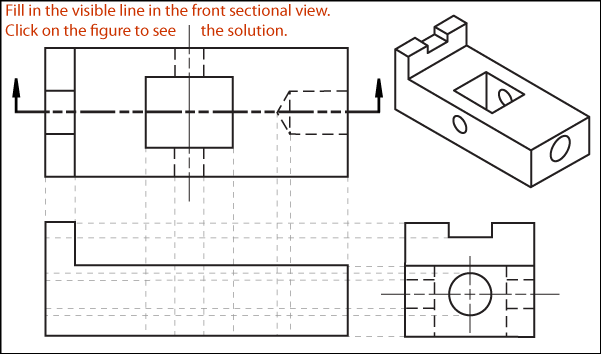 Fill in the visible line in the front sectional view.
Click on the figure to see the solution.